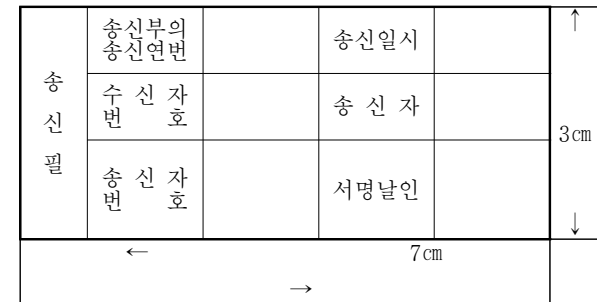 송신필
송신부의
송신연번
송신일시
수 신 자
번 호
송 신 자
송 신 자
번 호
서명날인
↑
3㎝
↓
← 7㎝
→